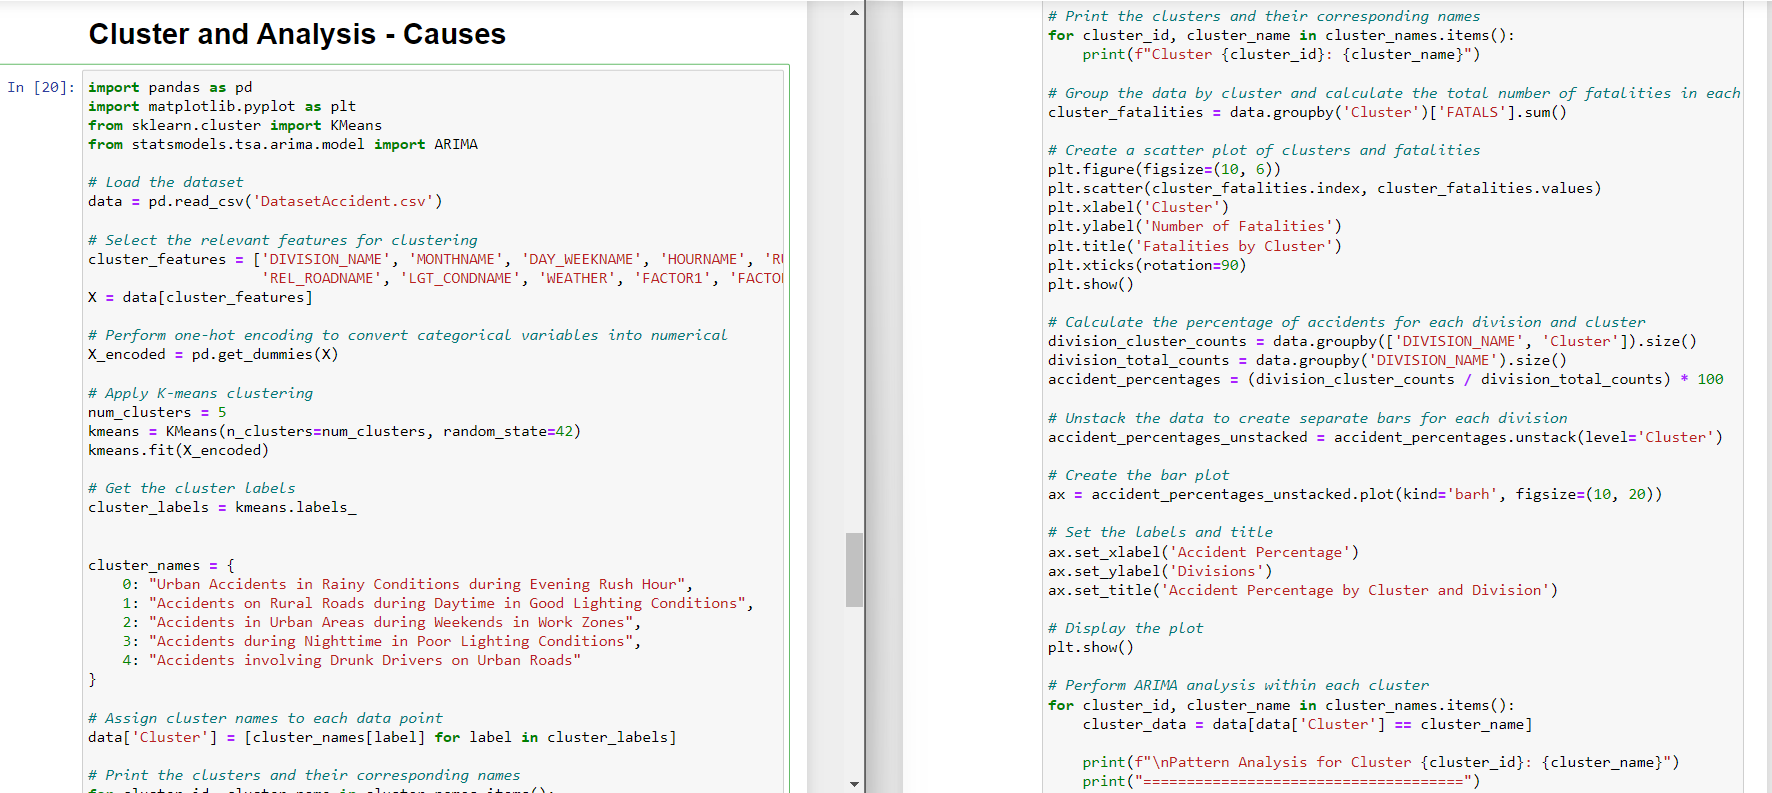 Cluster and Analysis - Causes
In [20]:
import pandas as pd
import matplotlib.pyplot as plt
from sklearn.cluster import KMeans
from statsmodels.tsa.arima.model import ARIMA
# Load the dataset
data = pd.read_csv('DatasetAccident.csv')
# Select the relevant features for clustering
cluster_features = ['DIVISION_NAME', 'MONTHNAME', 'DAY_WEEKNAME', 'HOURNAME', 'RU
'REL_ROADNAME', 'LGT_CONDNAME', 'WEATHER', 'FACTOR1', 'FACTO
X = data[cluster_features]
# Perform one-hot encoding to convert categorical variables into numerical
X_encoded = pd.get_dummies(X)
# Apply K-means clustering
num_clusters = 5
kmeans = KMeans(n_clusters=num_clusters, random_state=42)
kmeans.fit(X_encoded)
# Get the cluster labels
cluster_labels = kmeans.labels_
cluster_names = {
0: "Urban Accidents in Rainy Conditions during Evening Rush Hour",
1: "Accidents on Rural Roads during Daytime in Good Lighting Conditions",
2: "Accidents in Urban Areas during Weekends in Work Zones",
3: "Accidents during Nighttime in Poor Lighting Conditions",
4: "Accidents involving Drunk Drivers on Urban Roads"
}
# Assign cluster names to each data point
data['Cluster'] = [cluster_names[label] for label in cluster_labels]
# Print the clusters and their corresponding names
for cluster_id, cluster_name in cluster_names.items():
# Print the clusters and their corresponding names
for cluster_id, cluster_name in cluster_names.items():
print(f"Cluster {cluster_id}: {cluster_name}")
# Group the data by cluster and calculate the total number of fatalities in each
cluster_fatalities = data.groupby('Cluster')['FATALS'].sum()
# Create a scatter plot of clusters and fatalities
plt.figure(figsize=(10, 6))
plt.scatter(cluster_fatalities.index, cluster_fatalities.values)
plt.xlabel('Cluster')
plt.ylabel('Number of Fatalities')
plt.title('Fatalities by Cluster')
plt.xticks(rotation=90)
plt.show()
# Calculate the percentage of accidents for each division and cluster
division_cluster_counts = data.groupby(['DIVISION_NAME', 'Cluster']).size()
division_total_counts = data.groupby('DIVISION_NAME').size()
accident_percentages = (division_cluster_counts / division_total_counts) * 100
# Unstack the data to create separate bars for each division
accident_percentages_unstacked = accident_percentages.unstack(level='Cluster')
# Create the bar plot
ax = accident_percentages_unstacked.plot(kind='barh', figsize=(10, 20))
# Set the labels and title
ax.set_xlabel('Accident Percentage')
ax.set_ylabel('Divisions')
ax.set_title('Accident Percentage by Cluster and Division')
# Display the plot
plt.show()
# Perform ARIMA analysis within each cluster
for cluster_id, cluster_name in cluster_names.items():
cluster_data = data[data['Cluster'] == cluster_name]
print(f"\nPattern Analysis for Cluster {cluster_id}: {cluster_name}")
print("=====================================")